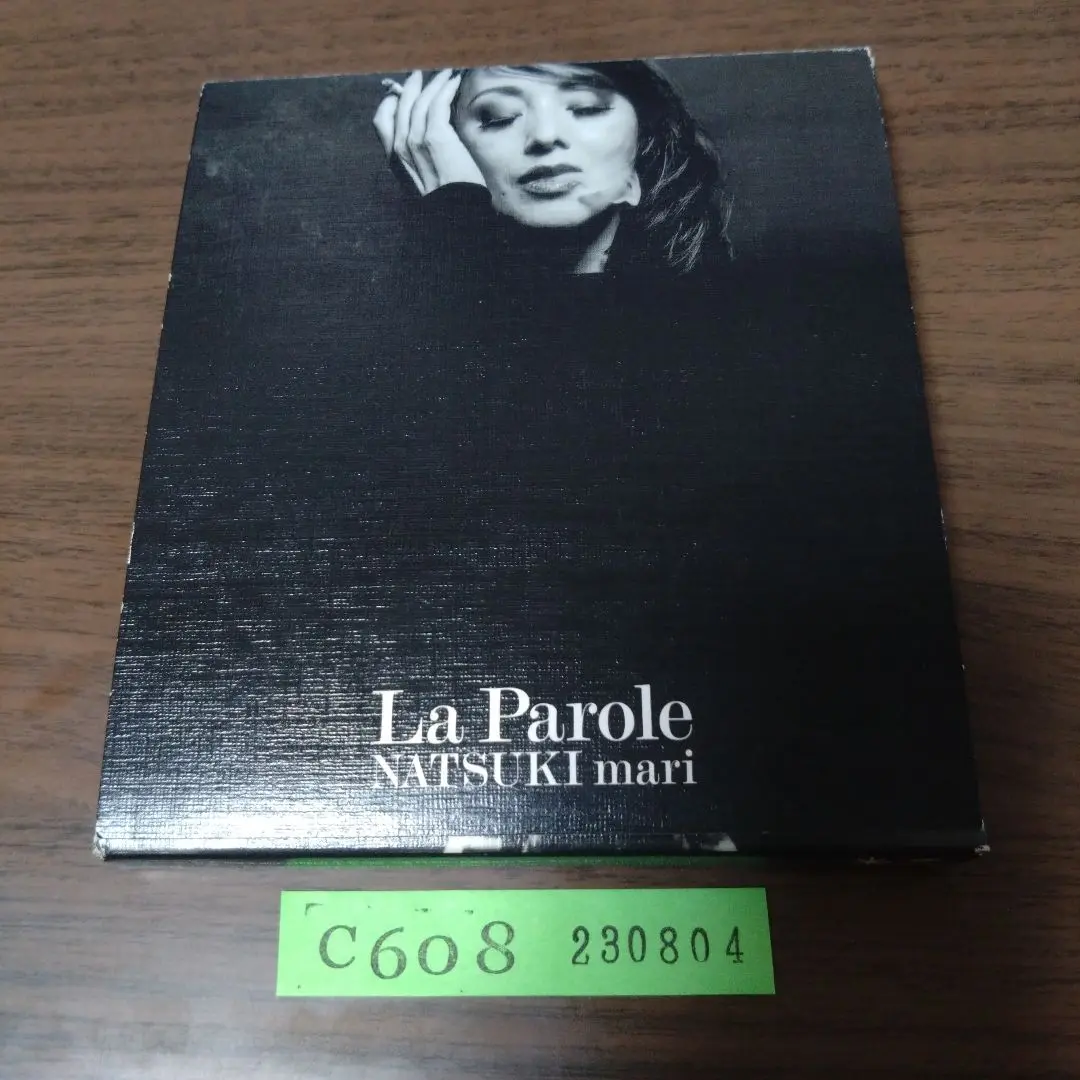 La Parole
NATSUKI mari
C608 230804